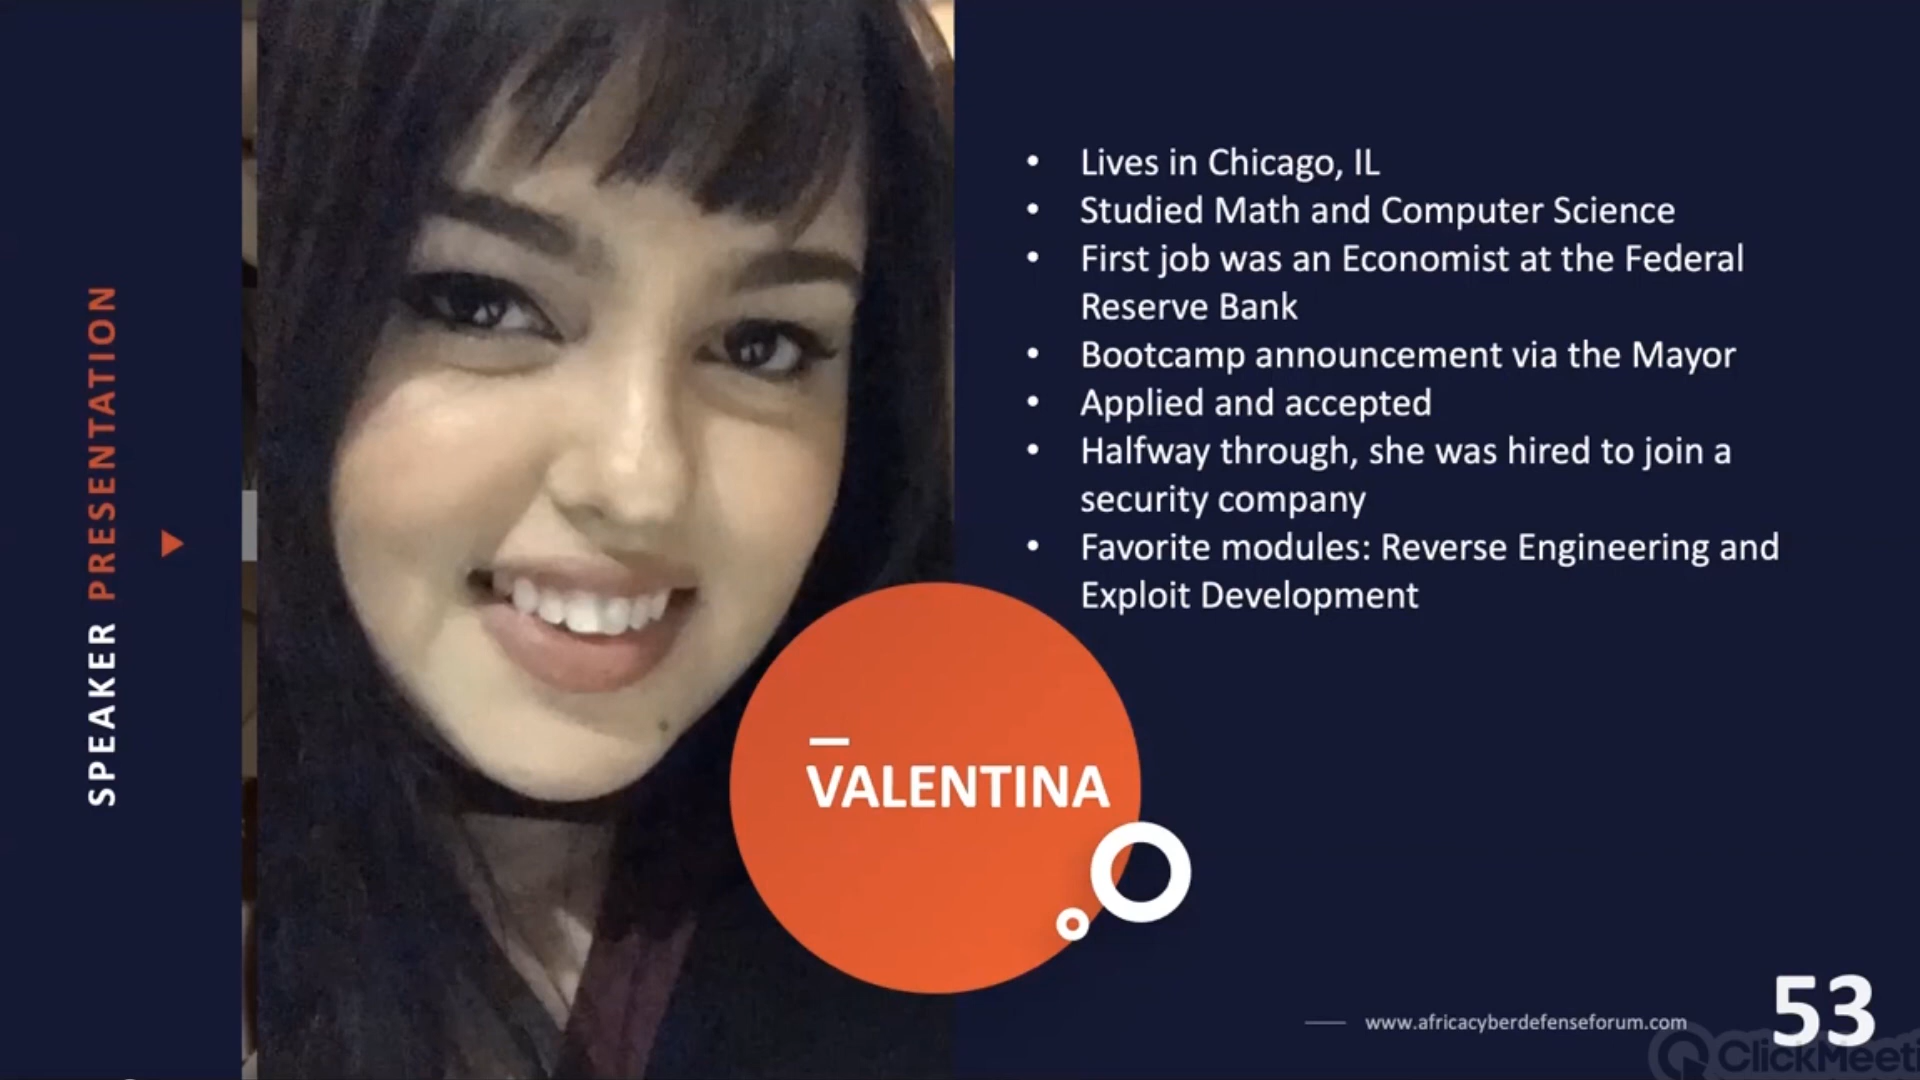 SPEAKER PRESENTATION
• Lives in Chicago, IL
• Studied Math and Computer Science
• First job was an Economist at the Federal
Reserve Bank
• Bootcamp announcement via the Mayor
• Applied and accepted
• Halfway through, she was hired to join a
security company
• Favorite modules: Reverse Engineering and
Exploit Development
VALENTINA
www.africacyberdefenseforum.com
53
ClickMeeti